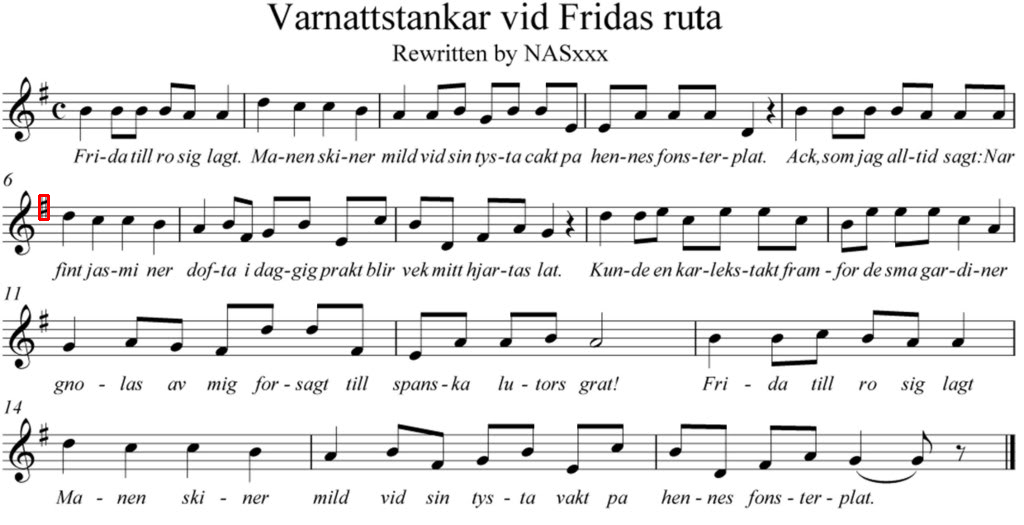 Varnattstankar vid Fridas ruta
Rewritten by NASxxx
Fri-da till ro sig lagt. Ma-nen ski-ner mild vid sin tys-ta cakt pa hen-nes fons-ter-plat. Ack, som jag all-tid sagt: Nar
6
fint jas-mi ner dof-ta i dag-gig prakt blir vek mitt hjar-tas lat. Kun-de en kar-leks-takt fram-for de sma gar-di-ner
11
gno-las av mig for-sagt till spans-ka lu-tors grat! Fri-da till ro sig lagt
14
Ma-nen ski-ner mild vid sin tys-ta vakt pa hen-nes fons-ter-plat.